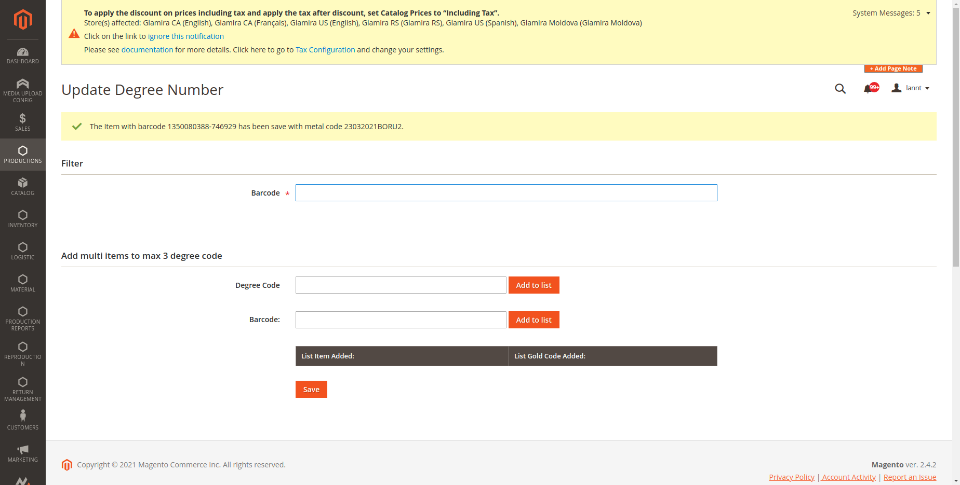 To apply the discount on prices including tax and apply the tax after discount, set Catalog Prices to "Including Tax".
Store(s) affected: Glamira CA (English), Glamira CA (Français), Glamira US (English), Glamira RS (Glamira RS), Glamira US (Spanish), Glamira Moldova (Glamira Moldova)
Click on the link to ignore this notification
Please see documentation for more details. Click here to go to Tax Configuration and change your settings.
System Messages: 5
+ Add Page Note
Update Degree Number
99+
lannt
The item with barcode 1350080388-746929 has been save with metal code 23032021BORU2.
Filter
Barcode *
Add multi items to max 3 degree code
Degree Code
Add to list
Barcode:
Add to list
List Item Added:
List Gold Code Added:
Save
DASHBOARD
MEDIA UPLOAD
CONFIG
SALES
PRODUCTIONS
CATALOG
INVENTORY
LOGISTIC
MATERIAL
PRODUCTION
REPORTS
REPRODUCTIO
N
RETURN
MANAGEMENT
CUSTOMERS
MARKETING
Copyright © 2021 Magento Commerce Inc. All rights reserved.
Magento ver. 2.4.2
Privacy Policy | Account Activity | Report an Issue